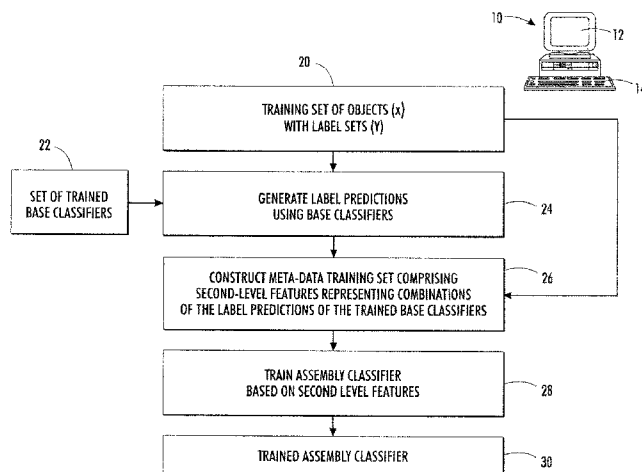 10
12
14
20
TRAINING SET OF OBJECTS (x)
WITH LABEL SETS (Y)
22
SET OF TRAINED
BASE CLASSIFIERS
GENERATE LABEL PREDICTIONS
USING BASE CLASSIFIERS
24
CONSTRUCT META-DATA TRAINING SET COMPRISING
SECOND-LEVEL FEATURES REPRESENTING COMBINATIONS
OF THE LABEL PREDICTIONS OF THE TRAINED BASE CLASSIFIERS
26
TRAIN ASSEMBLY CLASSIFIER
BASED ON SECOND LEVEL FEATURES
28
TRAINED ASSEMBLY CLASSIFIER
30